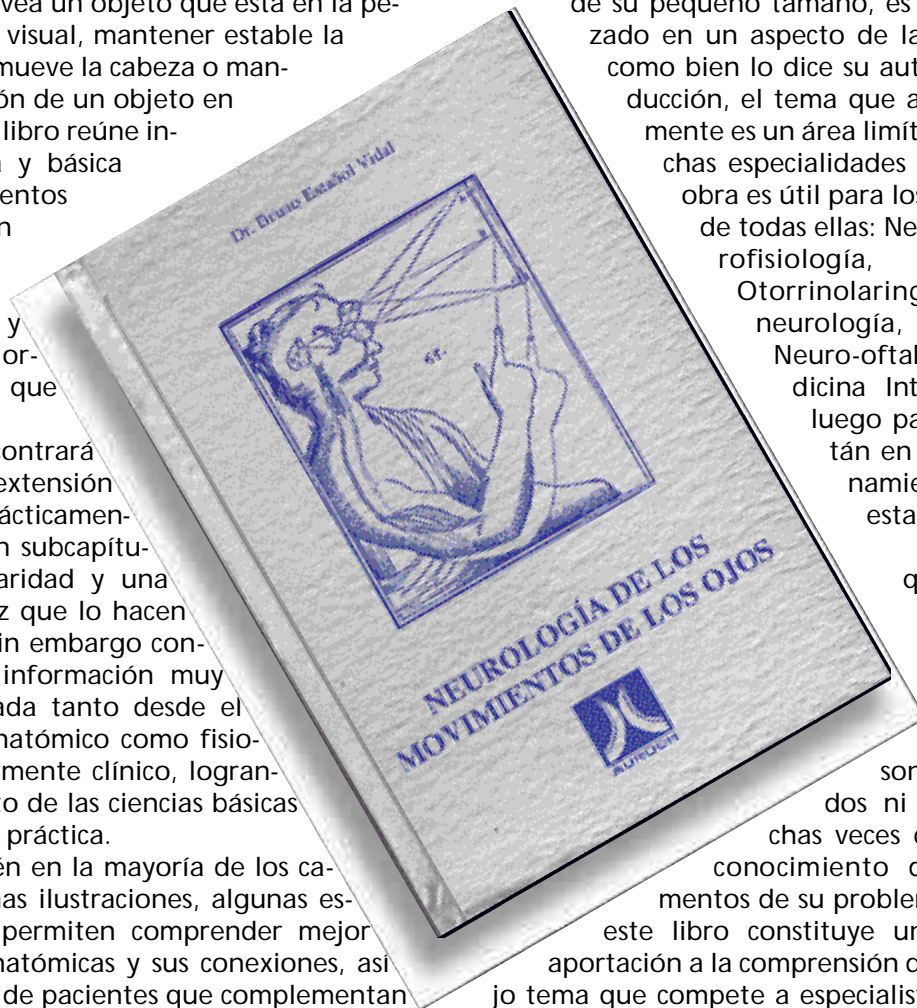 vea un objeto que está en la pe-
visual, mantener estable la
mueve la cabeza o man-
ón de un objeto en
libro reúne in-
y básica
entos
n
y
or-
que
contrará
extensión
ácticamen-
n subcapítu-
aridad y una
z que lo hacen
in embargo con-
información muy
ada tanto desde el
natómico como fisio-
mente clínico, logran-
to de las ciencias básicas
práctica.
én en la mayoría de los ca-
nas ilustraciones, algunas es-
permiten comprender mejor
natómicas y sus conexiones, así
de pacientes que complementan
Dr. Bruno Estañol Vidal
NEUROLOGÍA DE LOS
MOVIMIENTOS DE LOS OJOS
de su pequeño tamaño, es
zado en un aspecto de la
como bien lo dice su aut
ducción, el tema que a
mente es un área limít
chas especialidades
obra es útil para los
de todas ellas: Ne
rofisiología,
Otorrinolaring
neurología,
Neuro-oftal
dicina Int
luego pa
tán en
namie
esta
q
son
dos ni
chas veces
conocimiento
mentos de su problem
este libro constituye un
aportación a la comprensión d
jo tema que compete a especialis